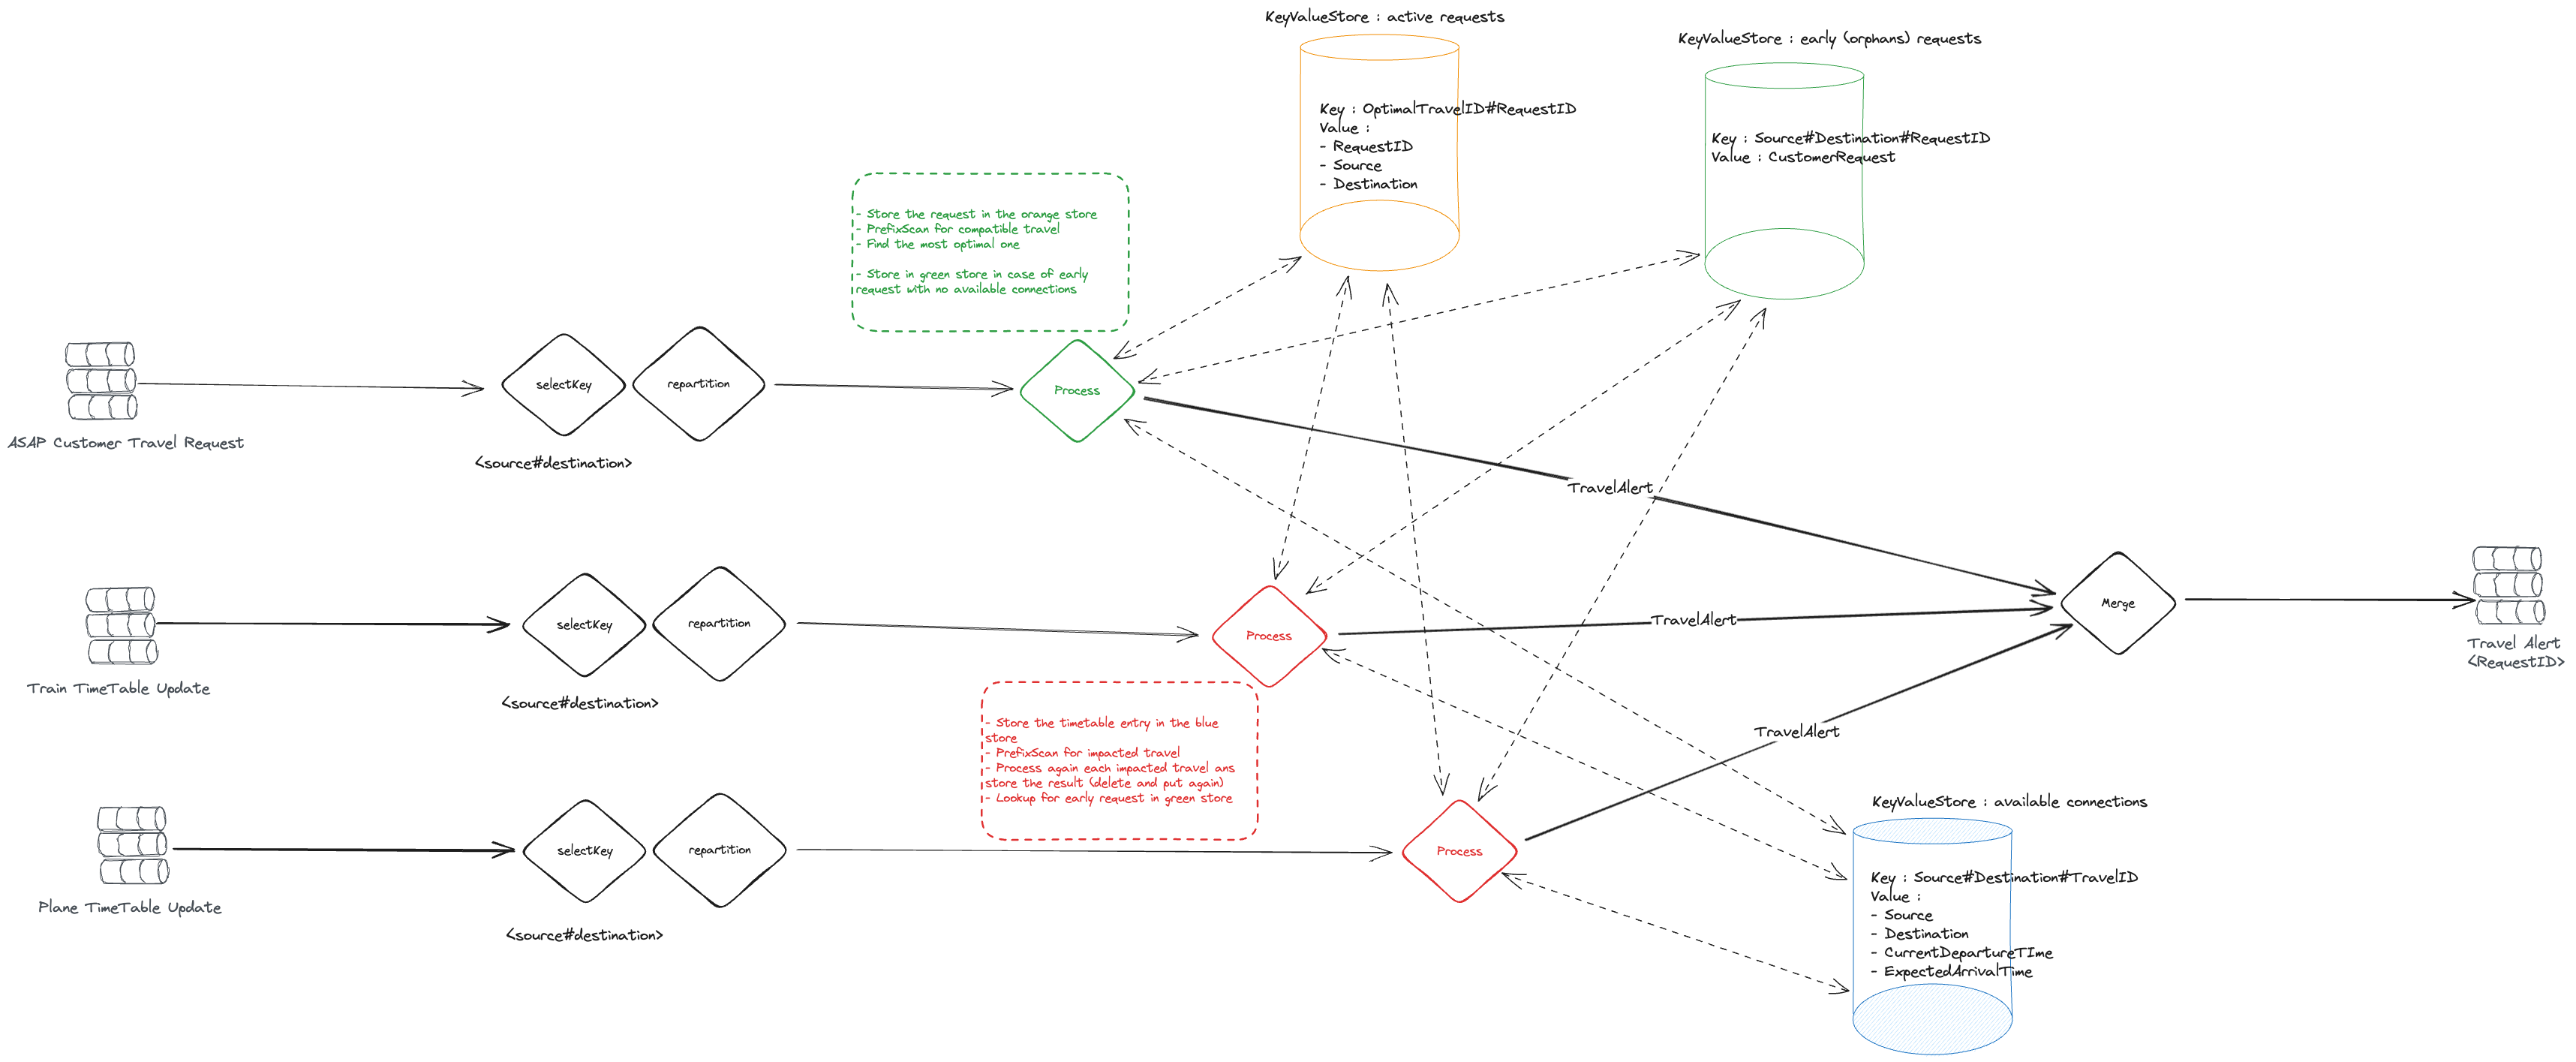 KeyValueStore : active requests
KeyValueStore : early (orphans) requests
Key : OptimalTravelID#RequestID
Value :
- RequestID
- Source
- Destination
Key : Source#Destination#RequestID
Value : CustomerRequest
- Store the request in the orange store
- PrefixScan for compatible travel
- Find the most optimal one
- Store in green store in case of early
request with no available connections
selectKey
repartition
Process
ASAP Customer Travel Request
<source#destination>
TravelAlert
selectKey
repartition
Process
TravelAlert
Merge
Travel Alert
<RequestID>
Train TimeTable Update
<source#destination>
- Store the timetable entry in the blue
store
- PrefixScan for impacted travel
- Process again each impacted travel ans
store the result (delete and put again)
- Lookup for early request in green store
TravelAlert
selectKey
repartition
Process
Plane TimeTable Update
<source#destination>
KeyValueStore : available connections
Key : Source#Destination#TravelID
Value :
- Source
- Destination
- CurrentDepartureTIme
- ExpectedArrivalTime